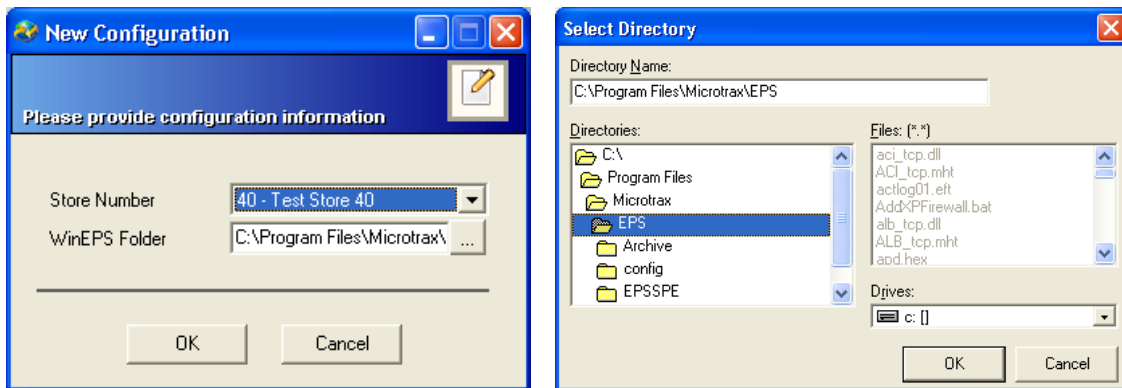 New Configuration
Please provide configuration information
Store Number
40 - Test Store 40
WinEPS Folder
C:\Program Files\Microtrax\
...
OK
Cancel
Select Directory
Directory Name:
C:\Program Files\Microtrax\EPS
Directories:
C:\
Program Files
Microtrax
EPS
Archive
config
EPSSPE
Files: (*.*)
aci_tcp.dll
ACI_tcp.mht
actlog01.eft
AddXPFirewall.bat
alb_tcp.dll
ALB_tcp.mht
apd.hex
Drives:
c: []
OK
Cancel